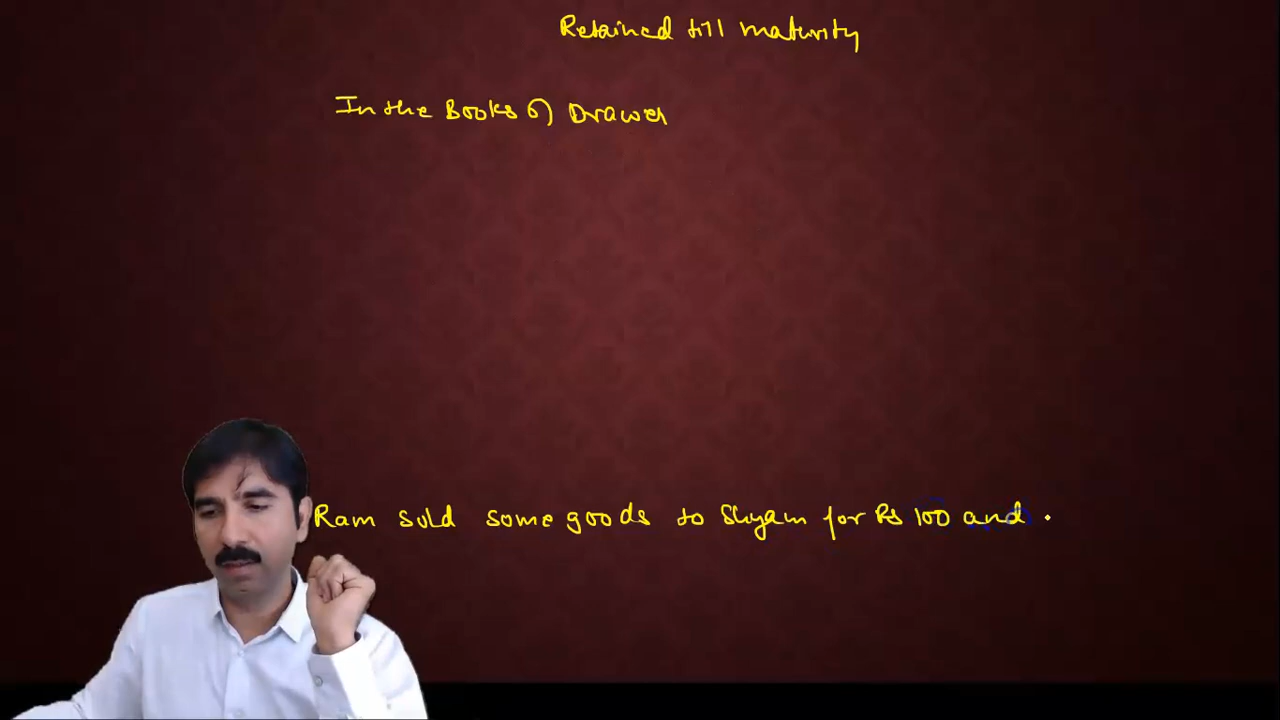 Retained till maturity
In the Books of Drawer
Ram sold some goods to Shyam for Rs 100 and .